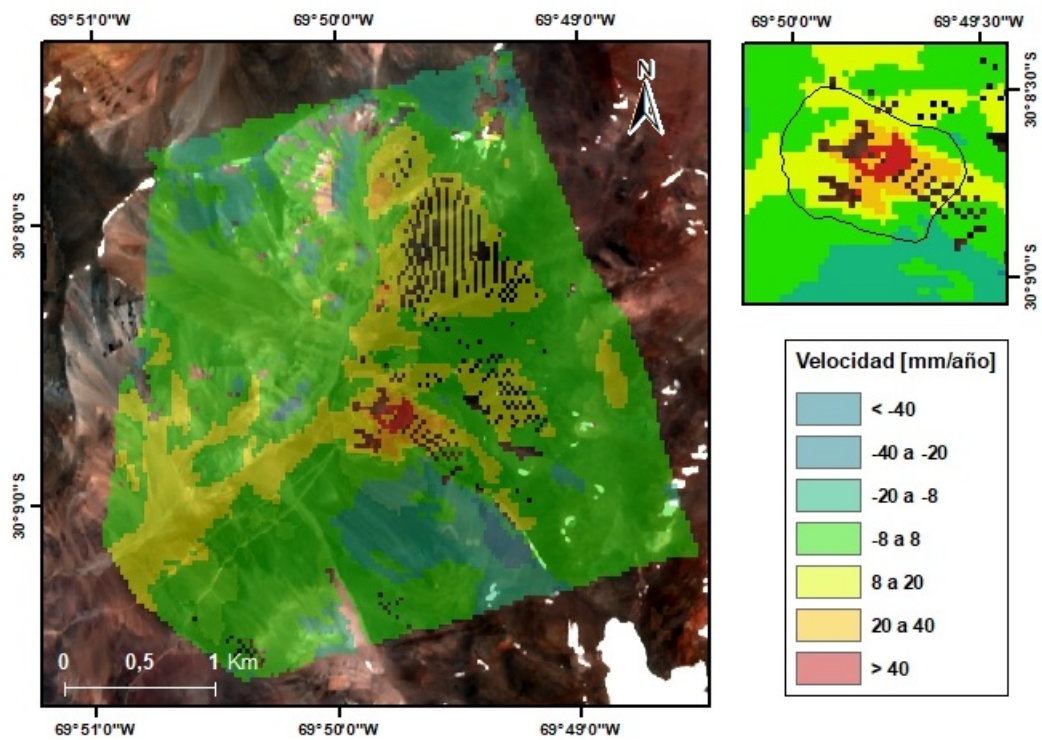 69°51'0"W 69°50'0"W 69°49'0"W
69°50'0"W 69°49'30"W
N
30°8'0"S
30°9'0"S
30°8'30"S
30°9'0"S
0 0,5 1 Km
69°51'0"W 69°50'0"W 69°49'0"W
Velocidad [mm/año]
< -40
-40 a -20
-20 a -8
-8 a 8
8 a 20
20 a 40
> 40